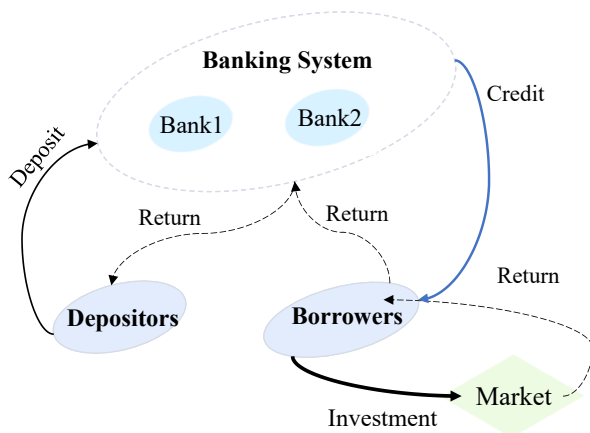 Banking System
Bank1
Bank2
Credit
Deposit
Return
Return
Return
Depositors
Borrowers
Market
Investment